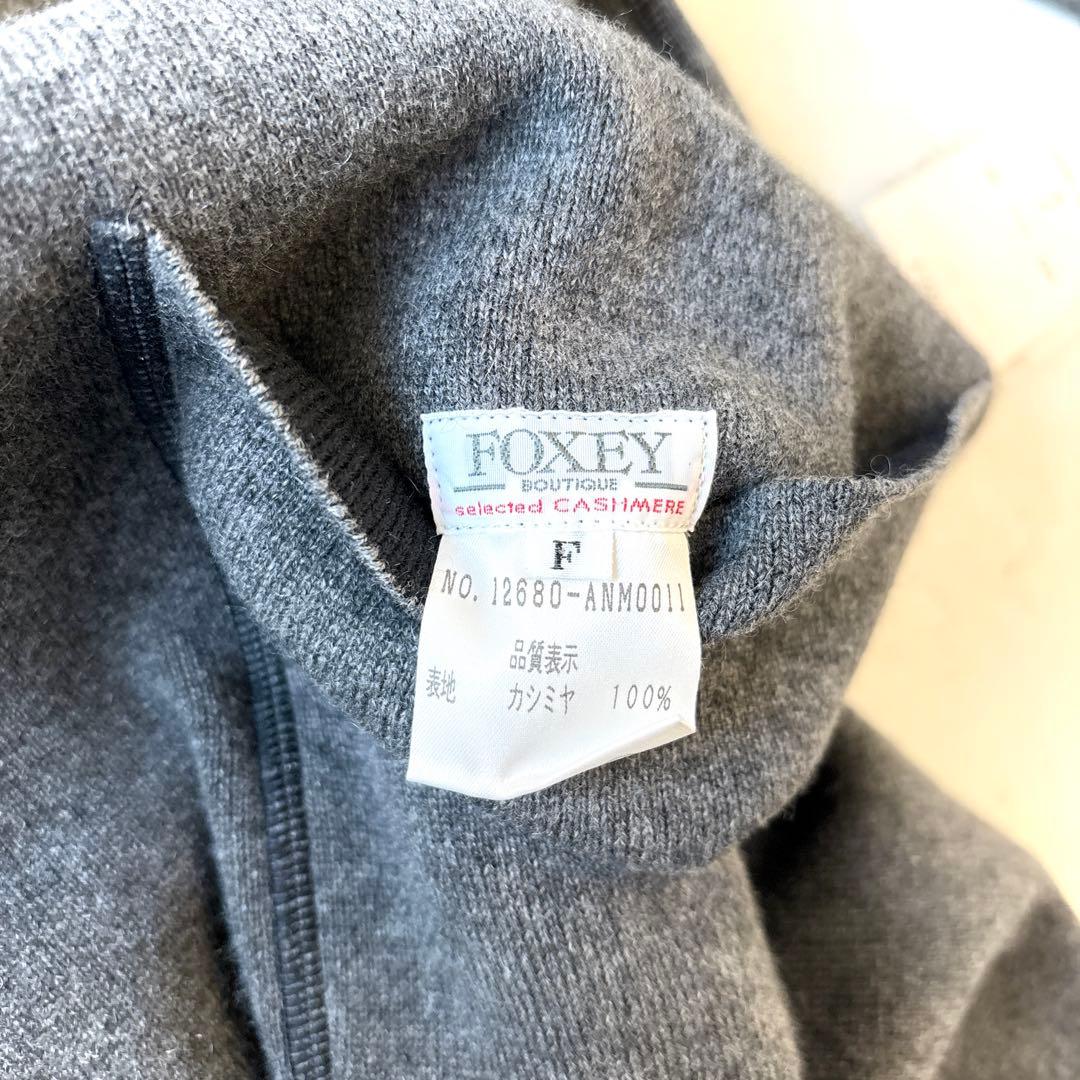 FOXEY
BOUTIQUE
selected CASHMERE
F
NO. 12680-ANM0011
品質表示
表地 カシミヤ 100%